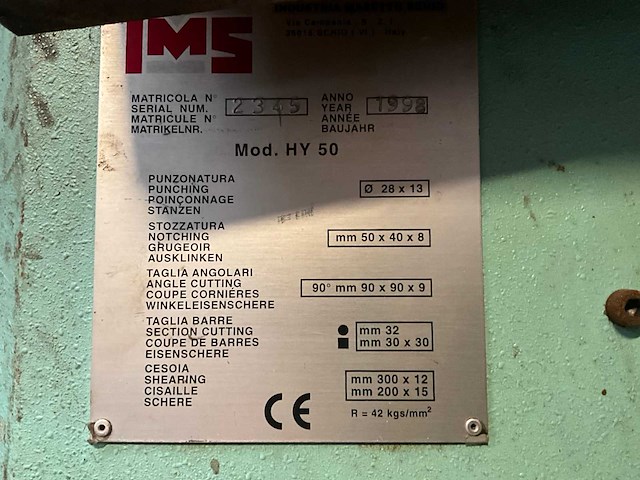 IMS
MATRICOLA N°
SERIAL NUM.
MATRICULE N°
MATRIKELNR.
2345
ANNO
YEAR
ANNÉE
BAUJAHR
1998
Mod. HY 50
PUNZONATURA
PUNCHING
POINÇONNAGE
STANZEN
Ø 28 x 13
STOZZATURA
NOTCHING
GRUGEOIR
AUSKLINKEN
mm 50 x 40 x 8
TAGLIA ANGOLARI
ANGLE CUTTING
COUPE CORNIÈRES
WINKELEISENSCHERE
90° mm 90 x 90 x 9
TAGLIA BARRE
SECTION CUTTING
COUPE DE BARRES
EISENSCHERE
mm 32
mm 30 x 30
CESOIA
SHEARING
CISAILLE
SCHERE
mm 300 x 12
mm 200 x 15
CE
R = 42 kgs/mm²